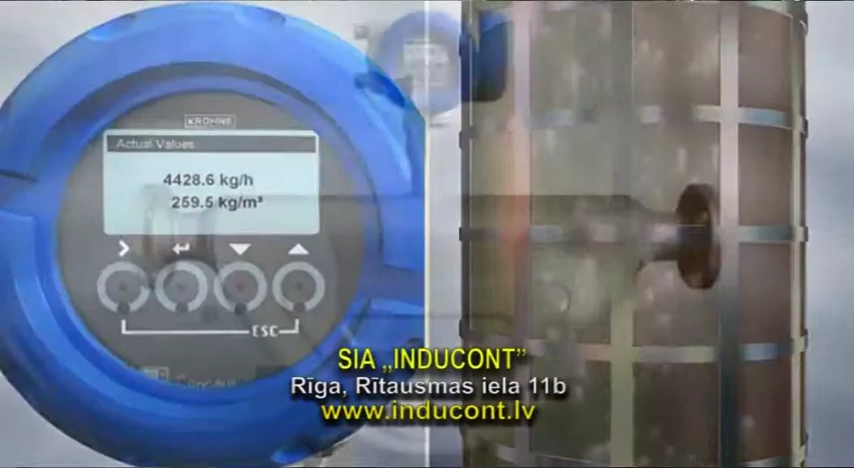 KROHNE
Actual Values
4428.6 kg/h
259.5 kg/m³
ESC
SIA „INDUCONT”
Rīga, Rītausmas iela 11b
www.inducont.lv